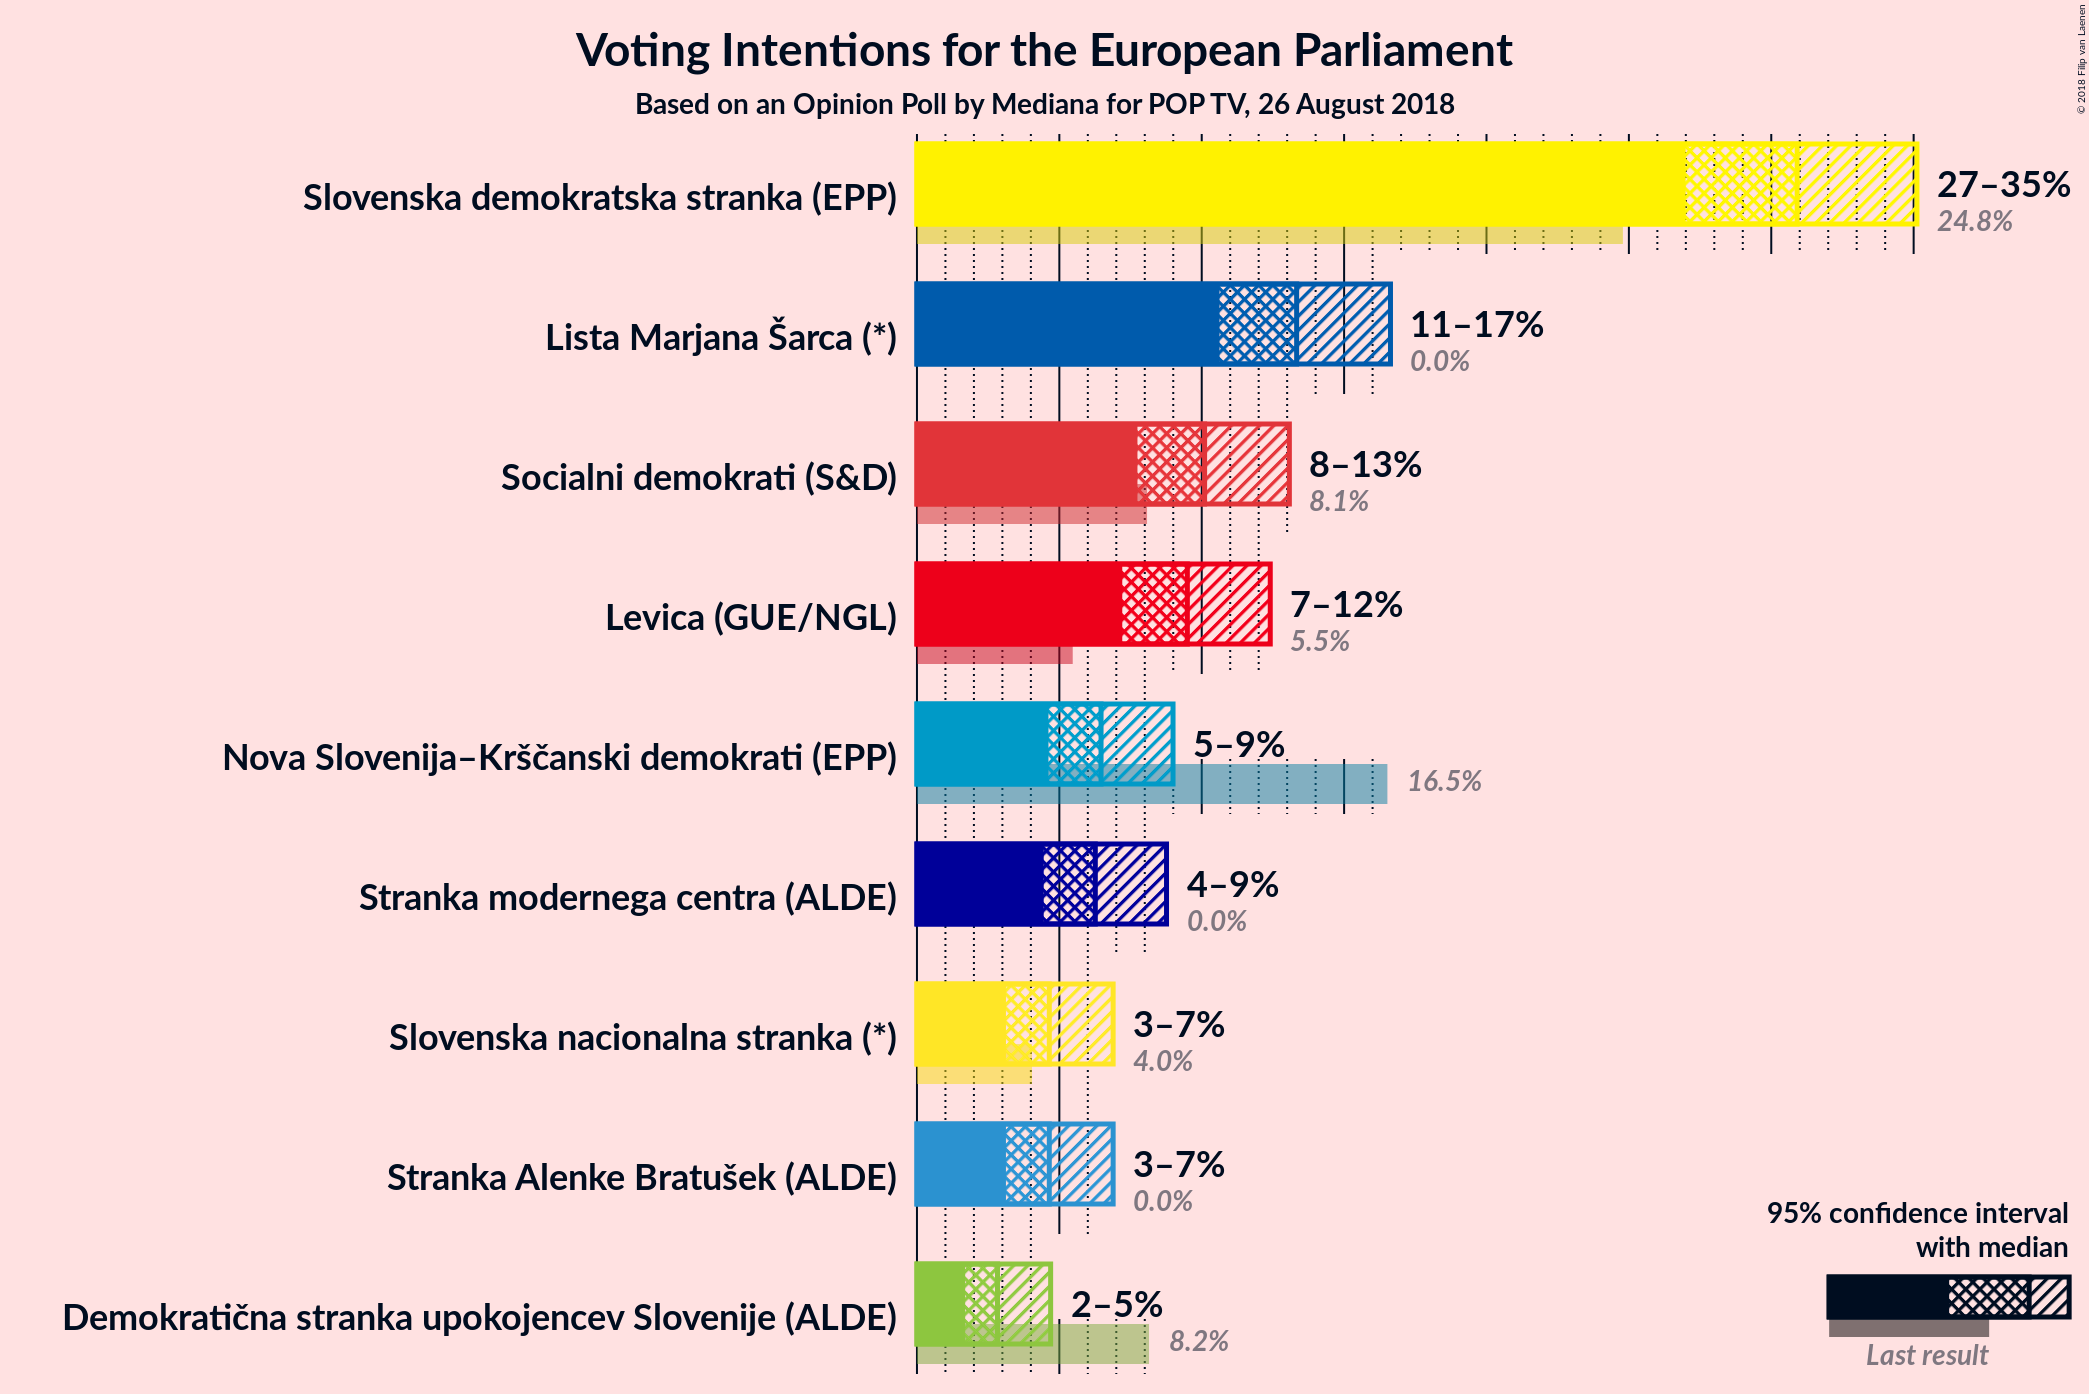 Voting Intentions for the European Parliament
Based on an Opinion Poll by Mediana for POP TV, 26 August 2018
© 2018 Filip van Laenen
Slovenska demokratska stranka (EPP)
27–35%
24.8%
Lista Marjana Šarca (*)
11–17%
0.0%
Socialni demokrati (S&D)
8–13%
8.1%
Levica (GUE/NGL)
7–12%
5.5%
Nova Slovenija–Krščanski demokrati (EPP)
5–9%
16.5%
Stranka modernega centra (ALDE)
4–9%
0.0%
Slovenska nacionalna stranka (*)
3–7%
4.0%
Stranka Alenke Bratušek (ALDE)
3–7%
0.0%
Demokratična stranka upokojencev Slovenije (ALDE)
2–5%
8.2%
95% confidence interval
with median
Last result